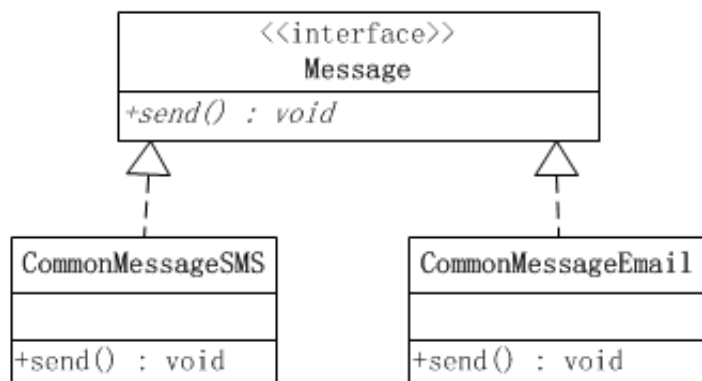 <<interface>>
Message
+send() : void
CommonMessageSMS
+send() : void
CommonMessageEmail
+send() : void